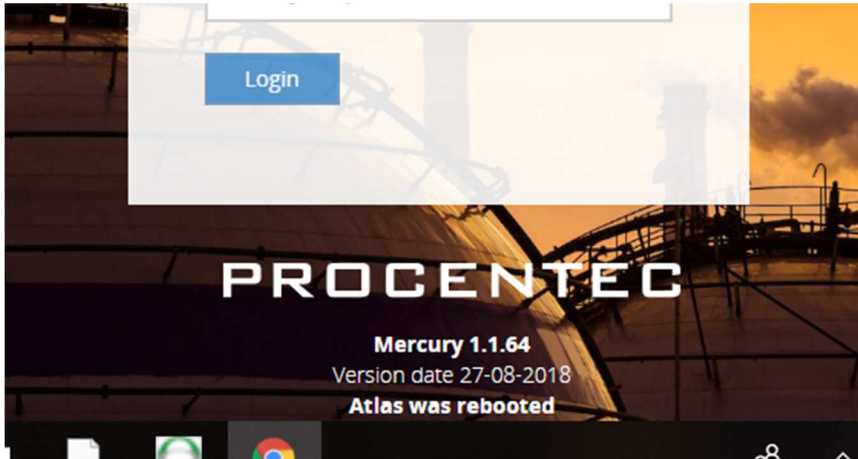 Login
PROCENTEC
Mercury 1.1.64
Version date 27-08-2018
Atlas was rebooted